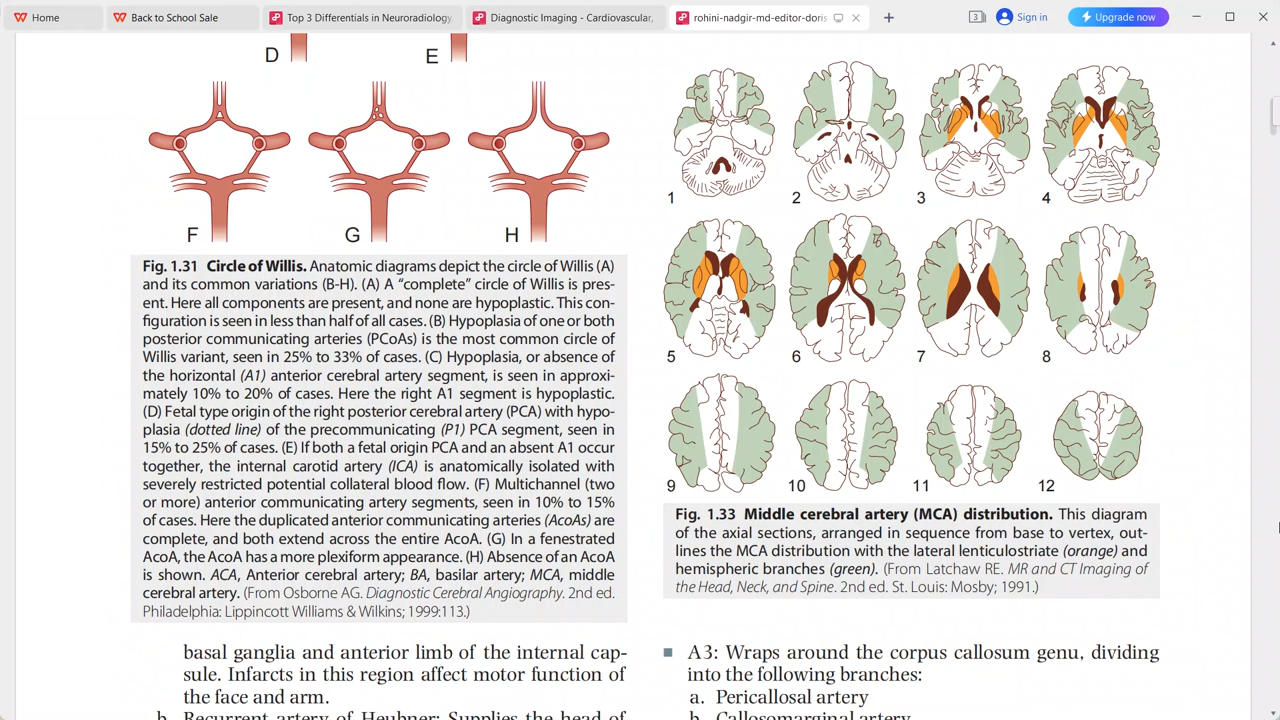 Home
Back to School Sale
Top 3 Differentials in Neuroradiology
Diagnostic Imaging - Cardiovascular,
rohini-nadgir-md-editor-doris
3
Sign in
Upgrade now
D
E
F
G
H
Fig. 1.31 Circle of Willis. Anatomic diagrams depict the circle of Willis (A)
and its common variations (B-H). (A) A “complete” circle of Willis is pres-
ent. Here all components are present, and none are hypoplastic. This con-
figuration is seen in less than half of all cases. (B) Hypoplasia of one or both
posterior communicating arteries (PCoAs) is the most common circle of
Willis variant, seen in 25% to 33% of cases. (C) Hypoplasia, or absence of
the horizontal (A1) anterior cerebral artery segment, is seen in approxi-
mately 10% to 20% of cases. Here the right A1 segment is hypoplastic.
(D) Fetal type origin of the right posterior cerebral artery (PCA) with hypo-
plasia (dotted line) of the precommunicating (P1) PCA segment, seen in
15% to 25% of cases. (E) If both a fetal origin PCA and an absent A1 occur
together, the internal carotid artery (ICA) is anatomically isolated with
severely restricted potential collateral blood flow. (F) Multichannel (two
or more) anterior communicating artery segments, seen in 10% to 15%
of cases. Here the duplicated anterior communicating arteries (AcoAs) are
complete, and both extend across the entire AcoA. (G) In a fenestrated
AcoA, the AcoA has a more plexiform appearance. (H) Absence of an AcoA
is shown. ACA, Anterior cerebral artery; BA, basilar artery; MCA, middle
cerebral artery. (From Osborne AG. Diagnostic Cerebral Angiography. 2nd ed.
Philadelphia: Lippincott Williams & Wilkins; 1999:113.)
basal ganglia and anterior limb of the internal cap-
sule. Infarcts in this region affect motor function of
the face and arm.
b. Recurrent artery of Heubner: Supplies the head of
1
2
3
4
5
6
7
8
9
10
11
12
Fig. 1.33 Middle cerebral artery (MCA) distribution. This diagram
of the axial sections, arranged in sequence from base to vertex, out-
lines the MCA distribution with the lateral lenticulostriate (orange) and
hemispheric branches (green). (From Latchaw RE. MR and CT Imaging of
the Head, Neck, and Spine. 2nd ed. St. Louis: Mosby; 1991.)
A3: Wraps around the corpus callosum genu, dividing
into the following branches:
a. Pericallosal artery
b. Callosomarginal artery